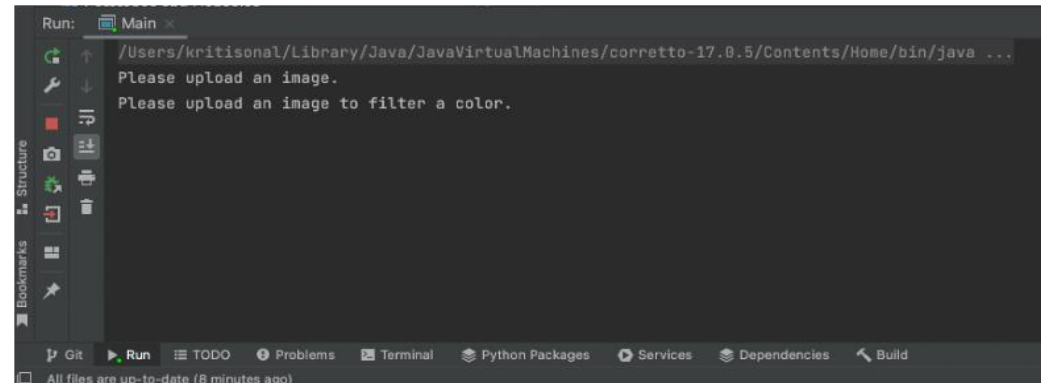 Run: Main
/Users/kritisonal/Library/Java/JavaVirtualMachines/corretto-17.0.5/Contents/Home/bin/java ...
Please upload an image.
Please upload an image to filter a color.
Structure
Bookmarks
Git Run TODO Problems Terminal Python Packages Services Dependencies Build
All files are up-to-date (8 minutes ago)